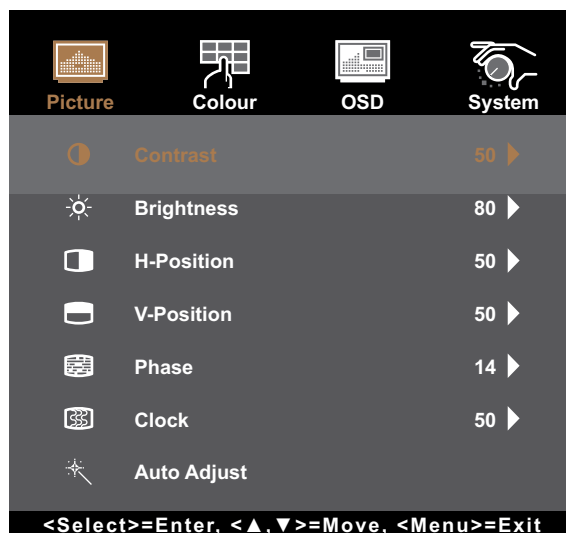 Picture Colour OSD System
Contrast 50
Brightness 80
H-Position 50
V-Position 50
Phase 14
Clock 50
Auto Adjust
<Select>=Enter, <▲,▼>=Move, <Menu>=Exit